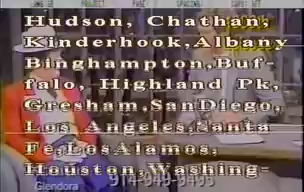 Hudson, Chathan,
Kinderhook,Albany
Binghampton,Buf-
falo, Highland Pk,
Gresham,SanDiego,
Los Angeles,Santa
Fe,LosAlamos,
Houston,Washing-
Glendora